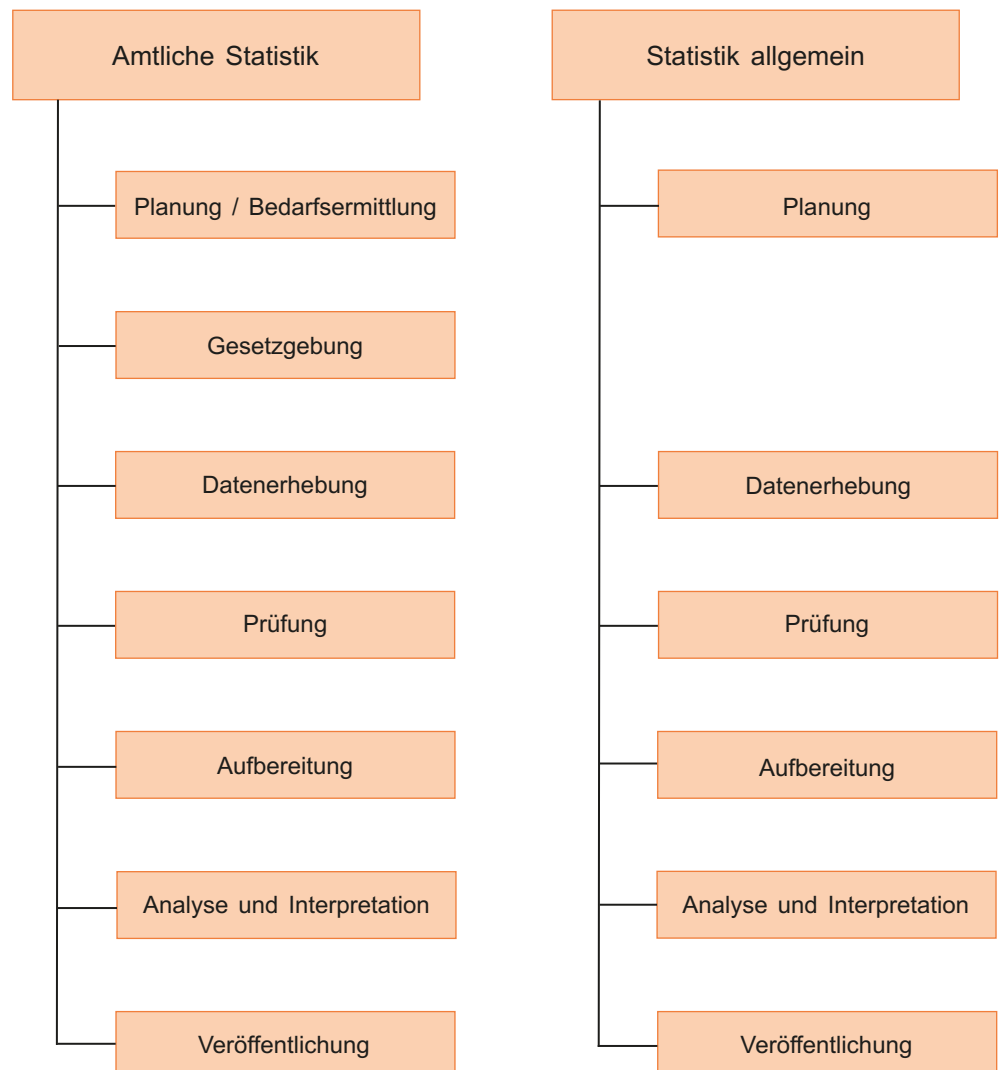 Amtliche Statistik
Planung / Bedarfsermittlung
Gesetzgebung
Datenerhebung
Prüfung
Aufbereitung
Analyse und Interpretation
Veröffentlichung
Statistik allgemein
Planung
Datenerhebung
Prüfung
Aufbereitung
Analyse und Interpretation
Veröffentlichung